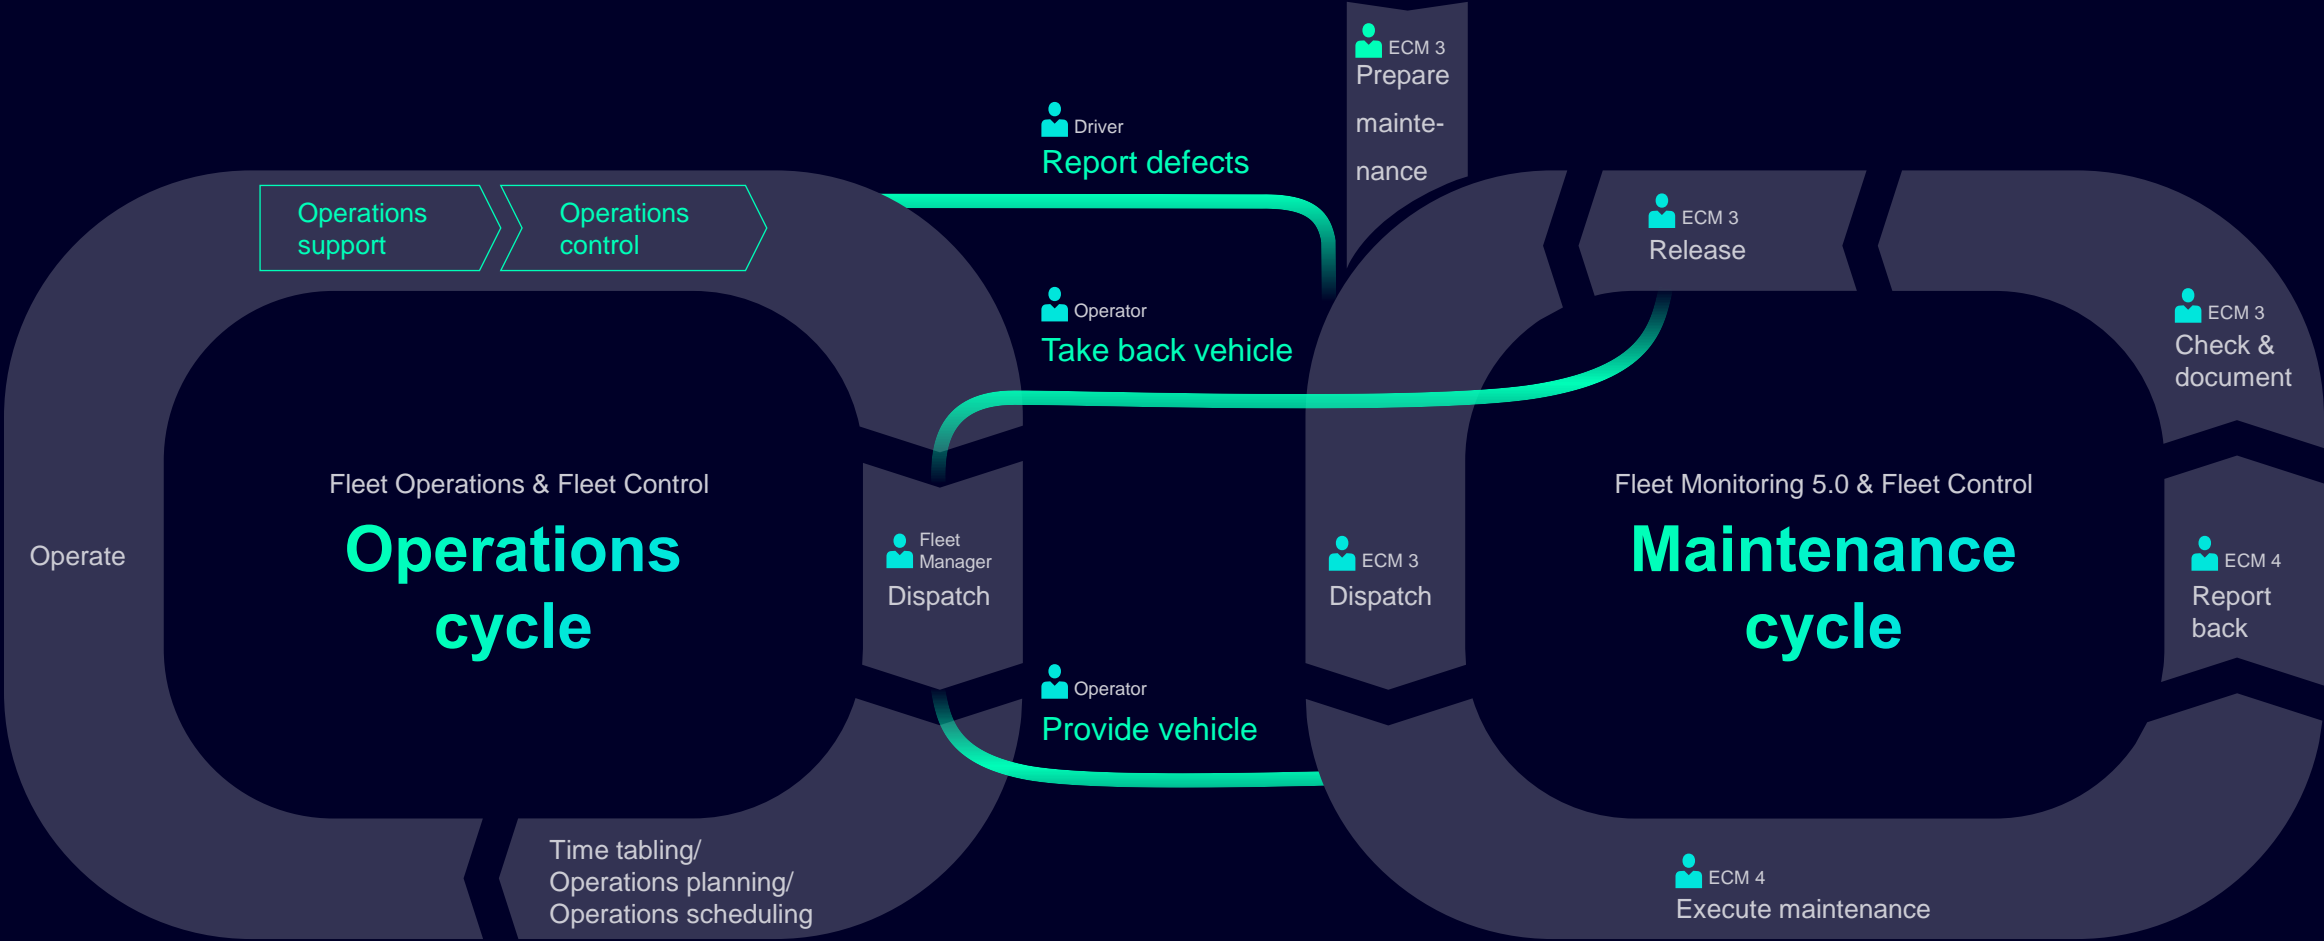 ECM 3
Prepare
mainte-
nance
Driver
Report defects
Operations
support
Operations
control
ECM 3
Release
Operator
Take back vehicle
ECM 3
Check &
document
Fleet Operations & Fleet Control
Operations
cycle
Operate
Fleet
Manager
Dispatch
ECM 3
Dispatch
Fleet Monitoring 5.0 & Fleet Control
Maintenance
cycle
ECM 4
Report
back
Operator
Provide vehicle
Time tabling/
Operations planning/
Operations scheduling
ECM 4
Execute maintenance